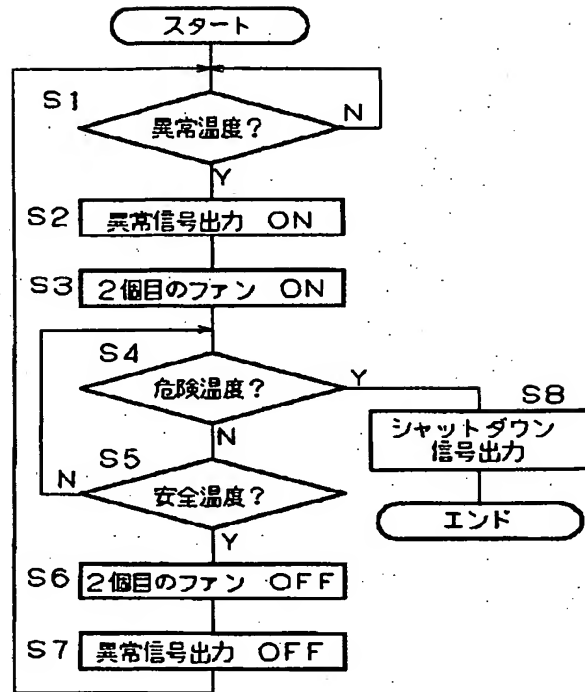 スタート
S1
異常温度?
N
Y
S2
異常信号出力 ON
S3
2個目のファン ON
S4
危険温度?
Y
N
S8
シャットダウン
信号出力
S5
安全温度?
N
Y
エンド
S6
2個目のファン OFF
S7
異常信号出力 OFF